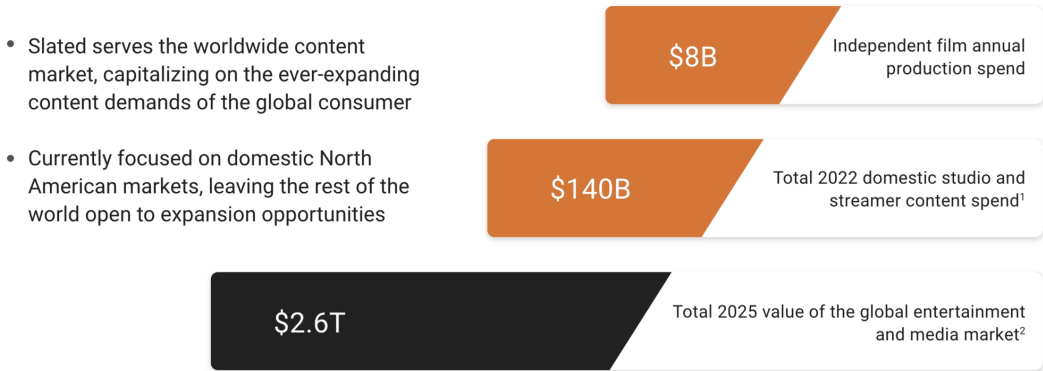 • Slated serves the worldwide content
market, capitalizing on the ever-expanding
content demands of the global consumer
• Currently focused on domestic North
American markets, leaving the rest of the
world open to expansion opportunities
$8B
Independent film annual
production spend
$140B
Total 2022 domestic studio and
streamer content spend¹
$2.6T
Total 2025 value of the global entertainment
and media market²